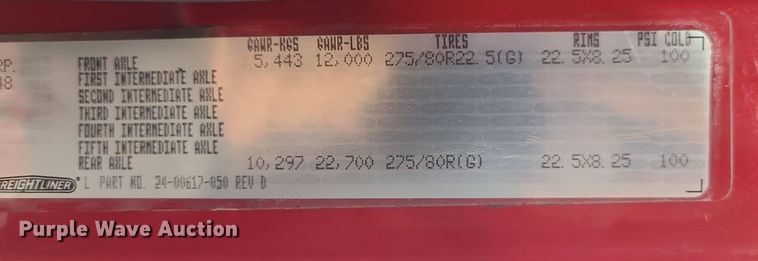 GAWR-KGS GAWR-LBS TIRES RIMS PSI COLD
RP. FRONT AXLE 5,443 12,000 275/80R22.5(G) 22.5X8.25 100
48 FIRST INTERMEDIATE AXLE
SECOND INTERMEDIATE AXLE
THIRD INTERMEDIATE AXLE
FOURTH INTERMEDIATE AXLE
FIFTH INTERMEDIATE AXLE
REAR AXLE 10,297 22,700 275/80R(G) 22.5X8.25 100
FREIGHTLINER L PART NO. 24-00617-050 REV D
Purple Wave Auction